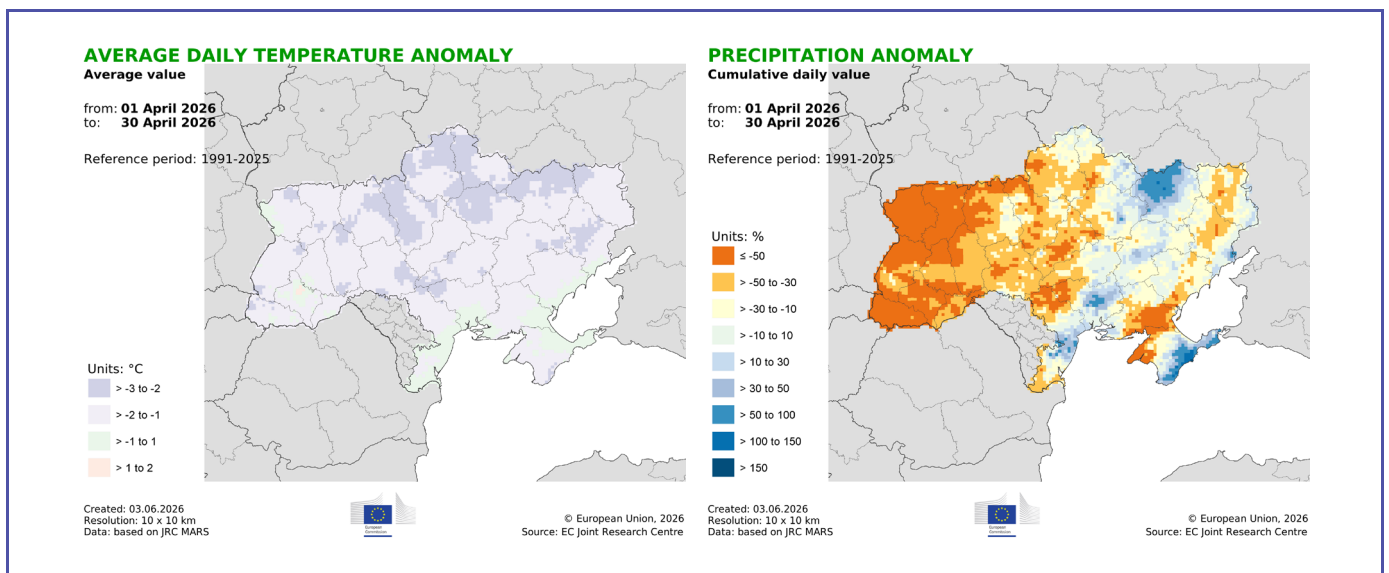 AVERAGE DAILY TEMPERATURE ANOMALY
Average value
from: 01 April 2026
to: 30 April 2026
Reference period: 1991-2025
Units: °C
> -3 to -2
> -2 to -1
> -1 to 1
> 1 to 2
Created: 03.06.2026
Resolution: 10 x 10 km
Data: based on JRC MARS
European
Commission
© European Union, 2026
Source: EC Joint Research Centre
PRECIPITATION ANOMALY
Cumulative daily value
from: 01 April 2026
to: 30 April 2026
Reference period: 1991-2025
Units: %
≤ -50
> -50 to -30
> -30 to -10
> -10 to 10
> 10 to 30
> 30 to 50
> 50 to 100
> 100 to 150
> 150
Created: 03.06.2026
Resolution: 10 x 10 km
Data: based on JRC MARS
European
Commission
© European Union, 2026
Source: EC Joint Research Centre